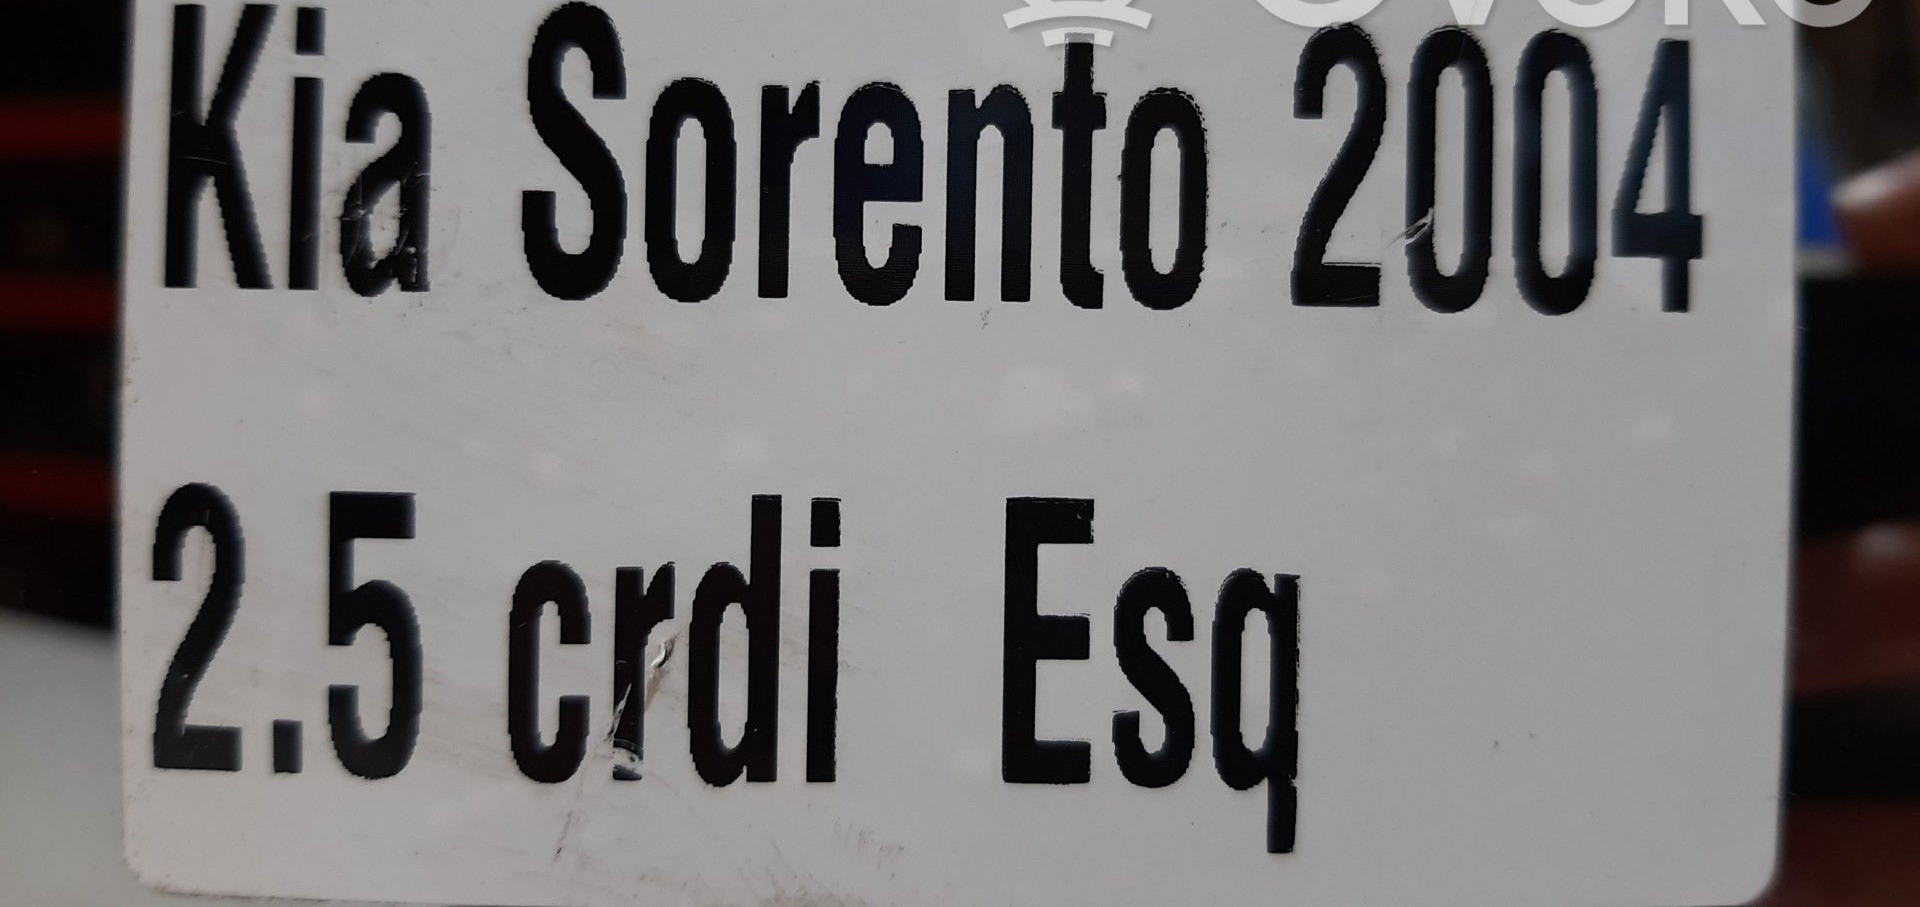 Kia Sorento 2004
2.5 crdi Esq